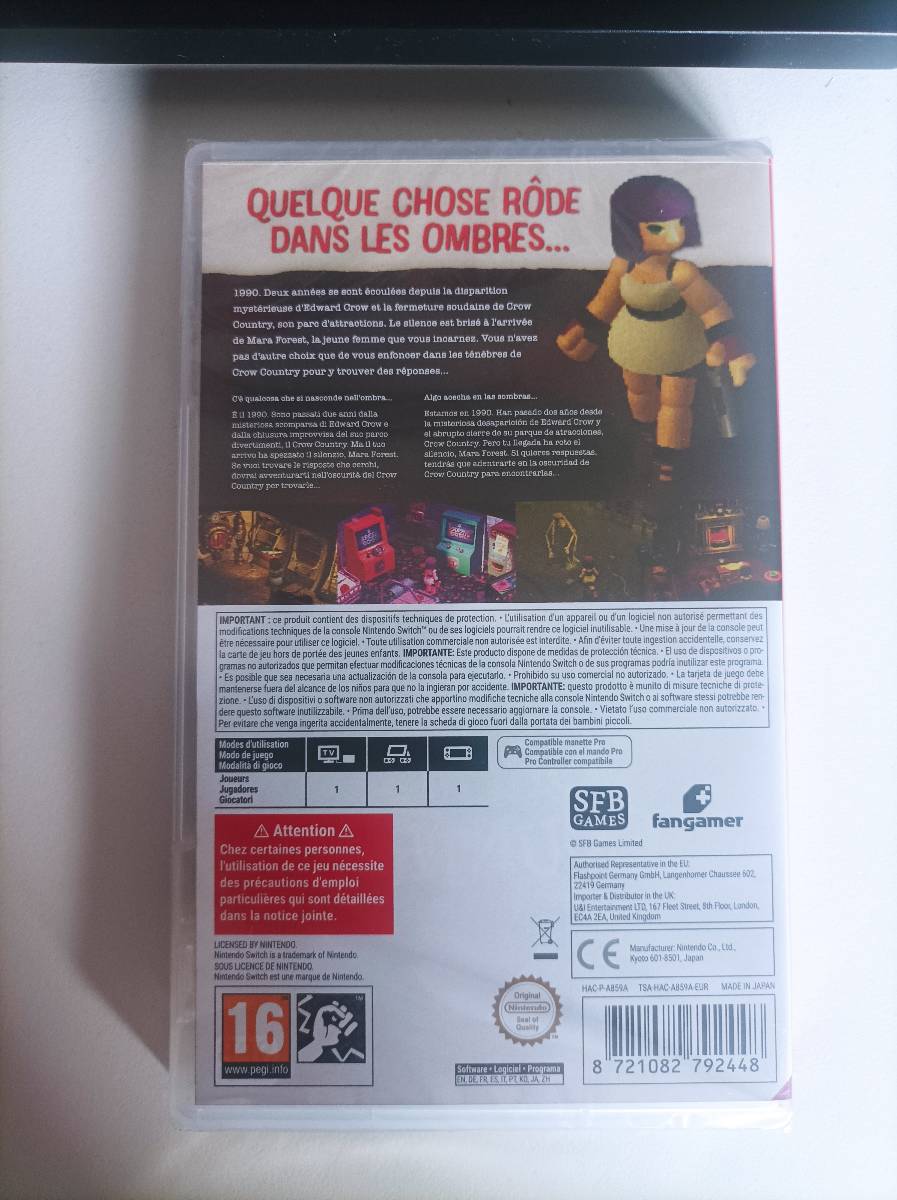 QUELQUE CHOSE RÔDE
DANS LES OMBRES...
1990. Deux années se sont écoulées depuis la disparition
mystérieuse d'Edward Crow et la fermeture soudaine de Crow
Country, son parc d'attractions. Le silence est brisé à l'arrivée
de Mara Forest, la jeune femme que vous incarnez. Vous n'avez
pas d'autre choix que de vous enfoncer dans les ténèbres de
Crow Country pour y trouver des réponses...
C'è qualcosa che si nasconde nell'ombra...
È il 1990. Sono passati due anni dalla
misteriosa scomparsa di Edward Crow e
dalla chiusura improvvisa del suo parco
divertimenti, il Crow Country. Ma il tuo
arrivo ha spezzato il silenzio, Mara Forest.
Se vuoi trovare le risposte che cerchi,
dovrai avventurarti nell'oscurità del Crow
Country per trovarle...
Algo acecha en las sombras...
Estamos en 1990. Han pasado dos años desde
la misteriosa desaparición de Edward Crow y
el abrupto cierre de su parque de atracciones,
Crow Country. Pero tu llegada ha roto el
silencio, Mara Forest. Si quieres respuestas,
tendrás que adentrarte en la oscuridad de
Crow Country para encontrarlas...
IMPORTANT : ce produit contient des dispositifs techniques de protection. • L'utilisation d'un appareil ou d'un logiciel non autorisé permettant des
modifications techniques de la console Nintendo Switch™ ou de ses logiciels pourrait rendre ce logiciel inutilisable. • Une mise à jour de la console peut
être nécessaire pour utiliser ce logiciel. • Toute utilisation commerciale non autorisée est interdite. • Afin d'éviter toute ingestion accidentelle, conservez
la carte de jeu hors de portée des jeunes enfants. IMPORTANTE: Este producto dispone de medidas de protección técnica. • El uso de dispositivos o pro-
gramas no autorizados que permitan efectuar modificaciones técnicas de la consola Nintendo Switch o de sus programas podría inutilizar este programa.
• Es posible que sea necesaria una actualización de la consola para ejecutarlo. • Prohibido su uso comercial no autorizado. • La tarjeta de juego debe
mantenerse fuera del alcance de los niños para que no la ingieran por accidente. IMPORTANTE: questo prodotto è munito di misure tecniche di prote-
zione. • L'uso di dispositivi o software non autorizzati che apportino modifiche tecniche alla console Nintendo Switch o ai software stessi potrebbe ren-
dere questo software inutilizzabile. • Prima dell'uso, potrebbe essere necessario aggiornare la console. • Vietato l'uso commerciale non autorizzato. •
Per evitare che venga ingerita accidentalmente, tenere la scheda di gioco fuori dalla portata dei bambini piccoli.
Modes d'utilisation
Modo de juego
Modalità di gioco
TV
Joueurs
Jugadores
Giocatori
1 1 1
Compatible manette Pro
Compatible con el mando Pro
Pro Controller compatibile
SFB
GAMES
fangamer
© SFB Games Limited
⚠ Attention ⚠
Chez certaines personnes,
l'utilisation de ce jeu nécessite
des précautions d'emploi
particulières qui sont détaillées
dans la notice jointe.
Authorised Representative in the EU:
Flashpoint Germany GmbH, Langenhorner Chaussee 602,
22419 Germany
Importer & Distributor in the UK:
U&I Entertainment LTD, 167 Fleet Street, 8th Floor, London,
EC4A 2EA, United Kingdom
LICENSED BY NINTENDO.
Nintendo Switch is a trademark of Nintendo.
SOUS LICENCE DE NINTENDO.
Nintendo Switch est une marque de Nintendo.
CE
Manufacturer: Nintendo Co., Ltd.,
Kyoto 601-8501, Japan
HAC-P-A859A TSA-HAC-A859A-EUR MADE IN JAPAN
16
www.pegi.info
Original
Nintendo
Seal of
Quality
Software • Logiciel • Programa
EN, DE, FR, ES, IT, PT, KO, JA, ZH
8 721082 792448